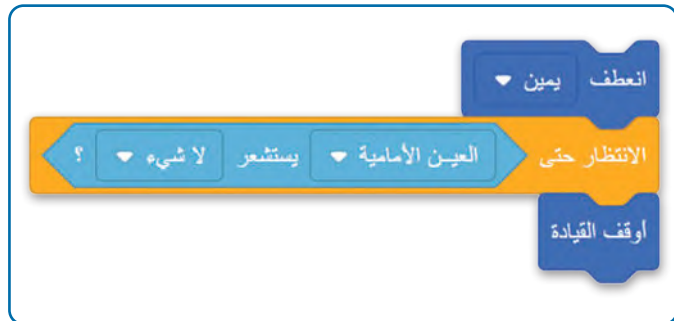 انعطف يمين
الانتظار حتى العين الأمامية يستشعر لا شيء ؟
أوقف القيادة